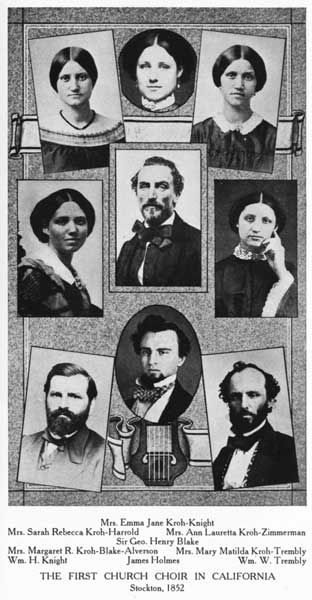 Mrs. Emma Jane Kroh-Knight
Mrs. Sarah Rebecca Kroh-Harrold Mrs. Ann Lauretta Kroh-Zimmerman
Sir Geo. Henry Blake
Mrs. Margaret R. Kroh-Blake-Alverson Mrs. Mary Matilda Kroh-Trembly
Wm. H. Knight James Holmes Wm. W. Trembly
THE FIRST CHURCH CHOIR IN CALIFORNIA
Stockton, 1852